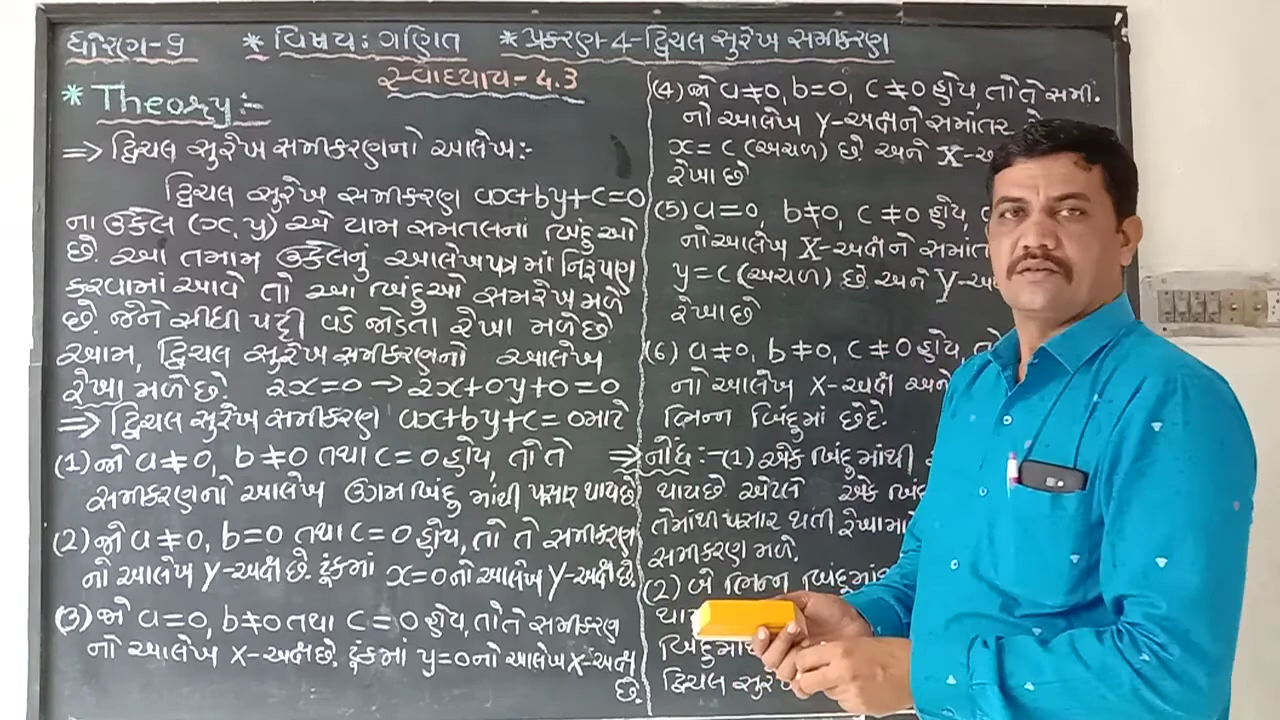 ધોરણ-9 * વિષય: ગણિત * પ્રકરણ-4-દ્વિચલ સુરેખ સમીકરણ
સ્વાધ્યાય-4.3
* Theory:-
⇒ દ્વિચલ સુરેખ સમીકરણનો આલેખ:-
દ્વિચલ સુરેખ સમીકરણ ax+by+c=0
ના ઉકેલ (x, y) એ યામ સમતલનાં બિંદુઓ
છે. આ તમામ ઉકેલનું આલેખપત્રમાં નિરૂપણ
કરવામાં આવે તો આ બિંદુઓ સમરેખ મળે
છે. જેને સીધી પટ્ટી વડે જોડતા રેખા મળે છે
આમ, દ્વિચલ સુરેખ સમીકરણનો આલેખ
રેખા મળે છે. 2x=0 → 2x+0y+0=0
⇒ દ્વિચલ સુરેખ સમીકરણ ax+by+c=0માટે
(1) જો a≠0, b≠0 તથા c=0 હોય, તો તે
સમીકરણનો આલેખ ઉગમબિંદુ માંથી પસાર થાય છે
(2) જો a≠0, b=0 તથા c=0 હોય, તો તે સમીકરણ
નો આલેખ Y-અક્ષ છે. ટૂંકમાં x=0નો આલેખ Y-અક્ષ છે.
(3) જો a=0, b≠0 તથા c=0 હોય, તો તે સમીકરણ
નો આલેખ X-અક્ષ છે. ટૂંકમાં y=0નો આલેખ X-અક્ષ
છે.
(4) જો a≠0, b=0, c≠0 હોય, તો તે સમી.
નો આલેખ Y-અક્ષને સમાંતર
x=c (અચળ) છે. અને X-અ
રેખા છે
(5) a=0, b≠0, c≠0 હોય,
નો આલેખ X-અક્ષને સમાંત
y=c (અચળ) છે. અને Y-અ
રેખા છે
(6) a≠0, b≠0, c≠0 હોય, તો
નો આલેખ X-અક્ષ અને
ભિન્ન બિંદુમાં છેદે.
⇒ નોંધ:-(1) એક બિંદુમાંથી
થાય છે એટલે એક બિં
તેમાંથી પસાર થતી રેખામા
સમીકરણ મળે.
(2) બે ભિન્ન બિંદુમાં
થા
બિંદુમાં
દ્વિચલ સુરે